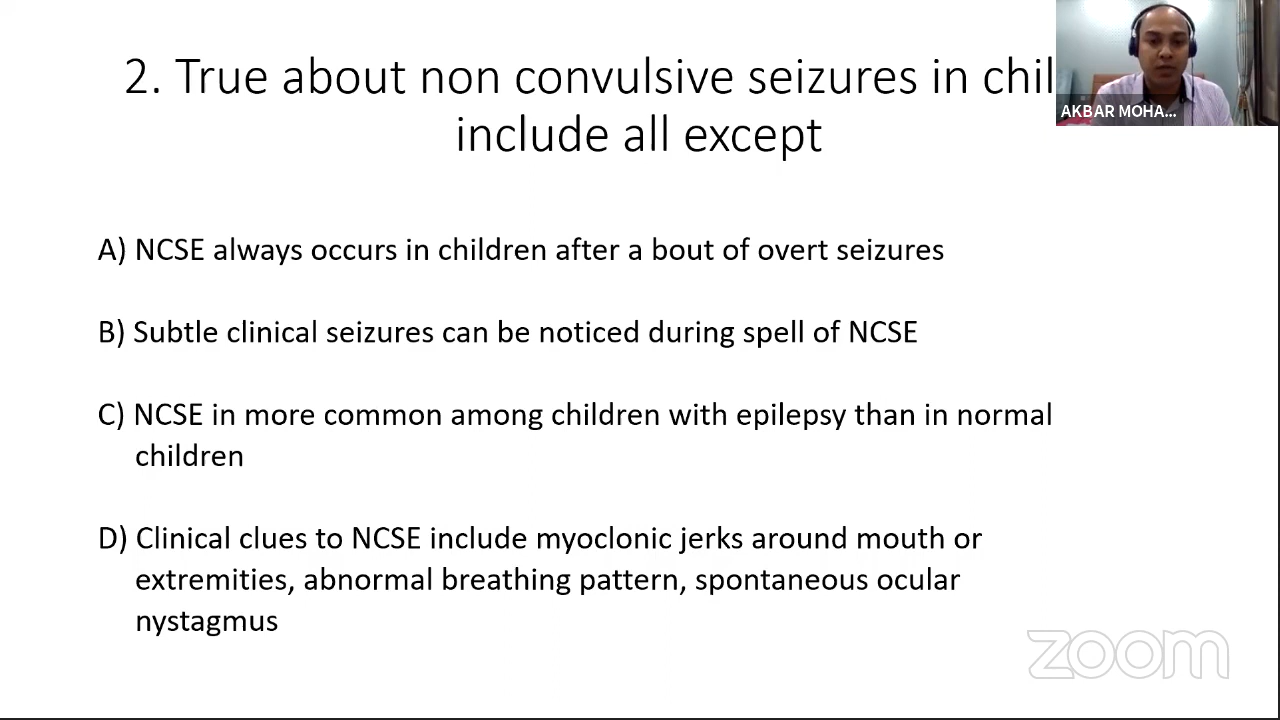 2. True about non convulsive seizures in chil
include all except
AKBAR MOHA...
A) NCSE always occurs in children after a bout of overt seizures
B) Subtle clinical seizures can be noticed during spell of NCSE
C) NCSE in more common among children with epilepsy than in normal
children
D) Clinical clues to NCSE include myoclonic jerks around mouth or
extremities, abnormal breathing pattern, spontaneous ocular
nystagmus
zoom